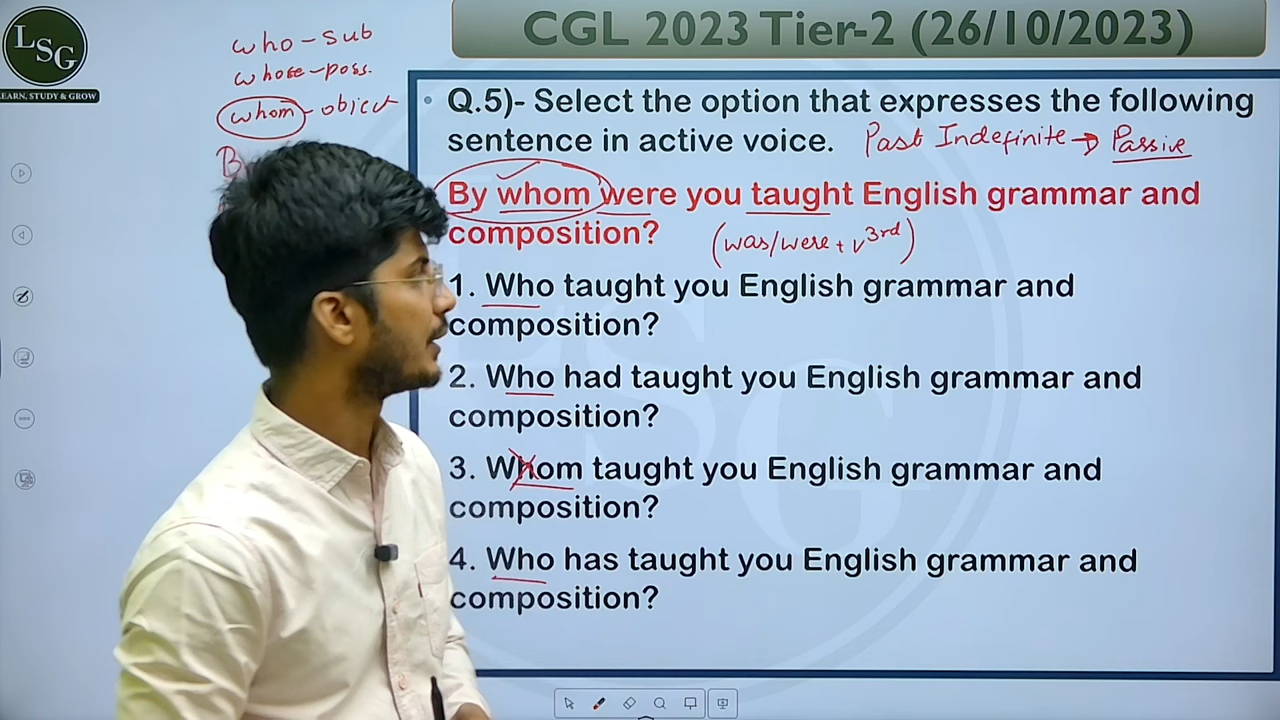 LSG
LEARN, STUDY & GROW
who - sub
whose - poss.
whom - object
B
CGL 2023 Tier-2 (26/10/2023)
• Q.5)- Select the option that expresses the following
sentence in active voice. Past Indefinite → Passive
By whom were you taught English grammar and
composition? (was/were + v 3rd)
1. Who taught you English grammar and
composition?
2. Who had taught you English grammar and
composition?
3. Whom taught you English grammar and
composition?
4. Who has taught you English grammar and
composition?